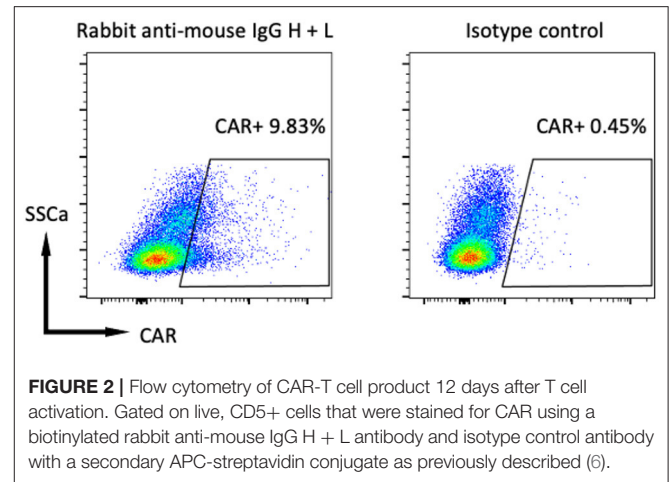 Rabbit anti-mouse IgG H + L
Isotype control
CAR+ 9.83%
CAR+ 0.45%
SSCa
CAR
FIGURE 2 | Flow cytometry of CAR-T cell product 12 days after T cell
activation. Gated on live, CD5+ cells that were stained for CAR using a
biotinylated rabbit anti-mouse IgG H + L antibody and isotype control antibody
with a secondary APC-streptavidin conjugate as previously described (6).